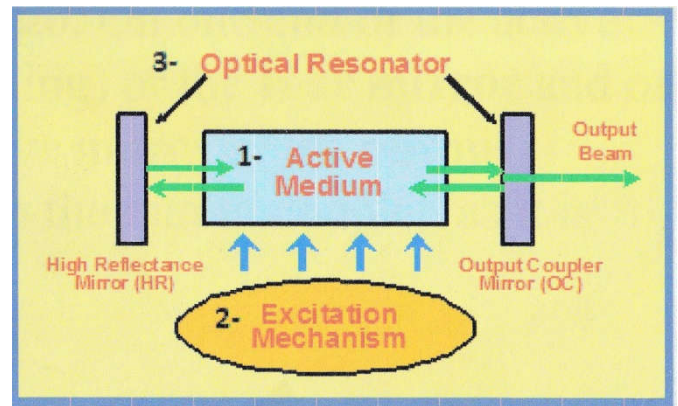 3- Optical Resonator
Output
Beam
1- Active
Medium
High Reflectance
Mirror (HR)
Output Coupler
Mirror (OC)
2- Excitation
Mechanism